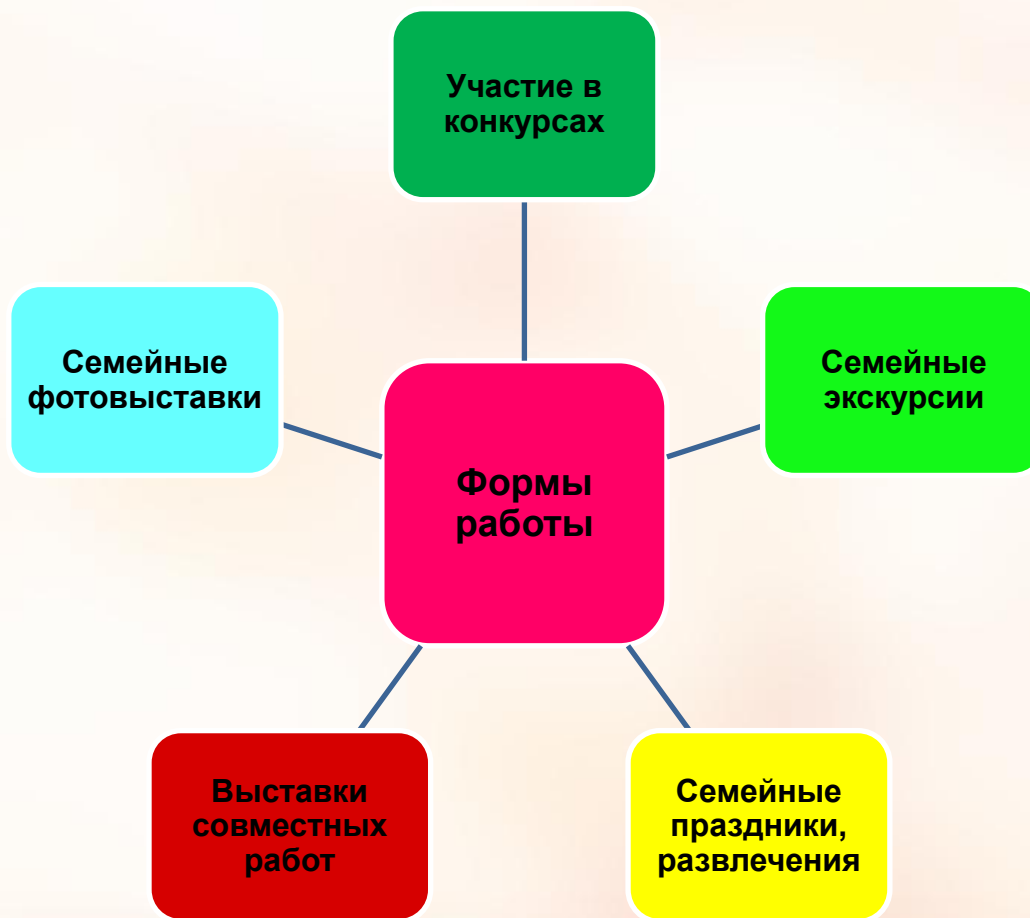 Участие в
конкурсах
Семейные
фотовыставки
Семейные
экскурсии
Формы
работы
Выставки
совместных
работ
Семейные
праздники,
развлечения